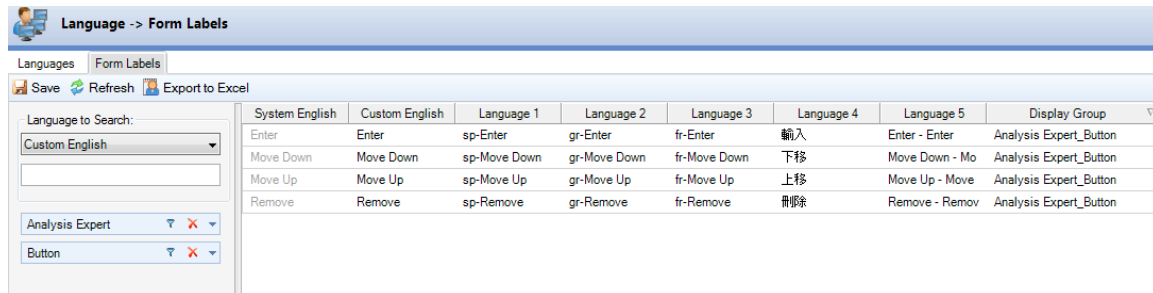 Language -> Form Labels
Languages Form Labels
Save Refresh Export to Excel
Language to Search:
Custom English
Analysis Expert
Button
System English Custom English Language 1 Language 2 Language 3 Language 4 Language 5 Display Group
Enter Enter sp-Enter gr-Enter fr-Enter 輸入 Enter - Enter Analysis Expert_Button
Move Down Move Down sp-Move Down gr-Move Down fr-Move Down 下移 Move Down - Mo Analysis Expert_Button
Move Up Move Up sp-Move Up gr-Move Up fr-Move Up 上移 Move Up - Move Analysis Expert_Button
Remove Remove sp-Remove gr-Remove fr-Remove 刪除 Remove - Remov Analysis Expert_Button